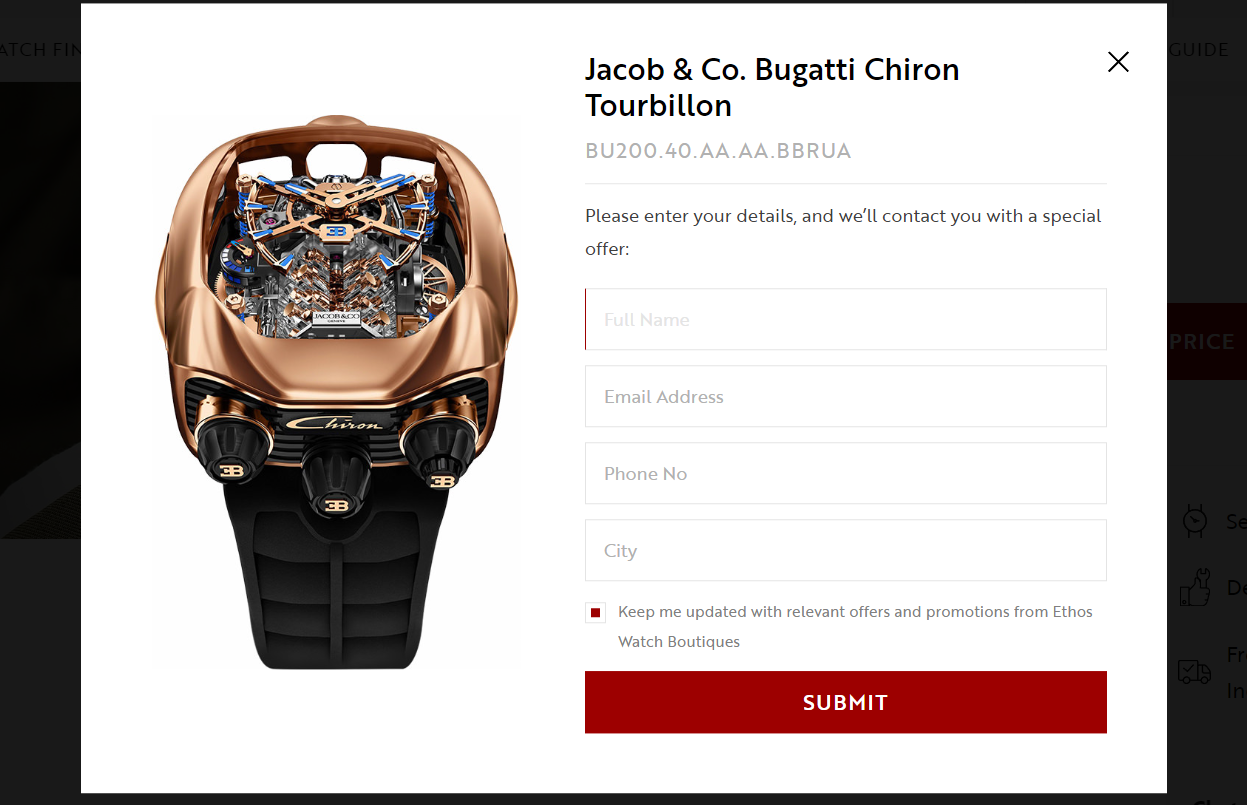 ATCH FIN
GUIDE
Jacob & Co. Bugatti Chiron
Tourbillon
BU200.40.AA.AA.BBRUA
Please enter your details, and we’ll contact you with a special
offer:
Full Name
Email Address
Phone No
City
Keep me updated with relevant offers and promotions from Ethos
Watch Boutiques
SUBMIT
JACOB&CO
GENEVE
Chiron
PRICE
Se
De
Fr
In